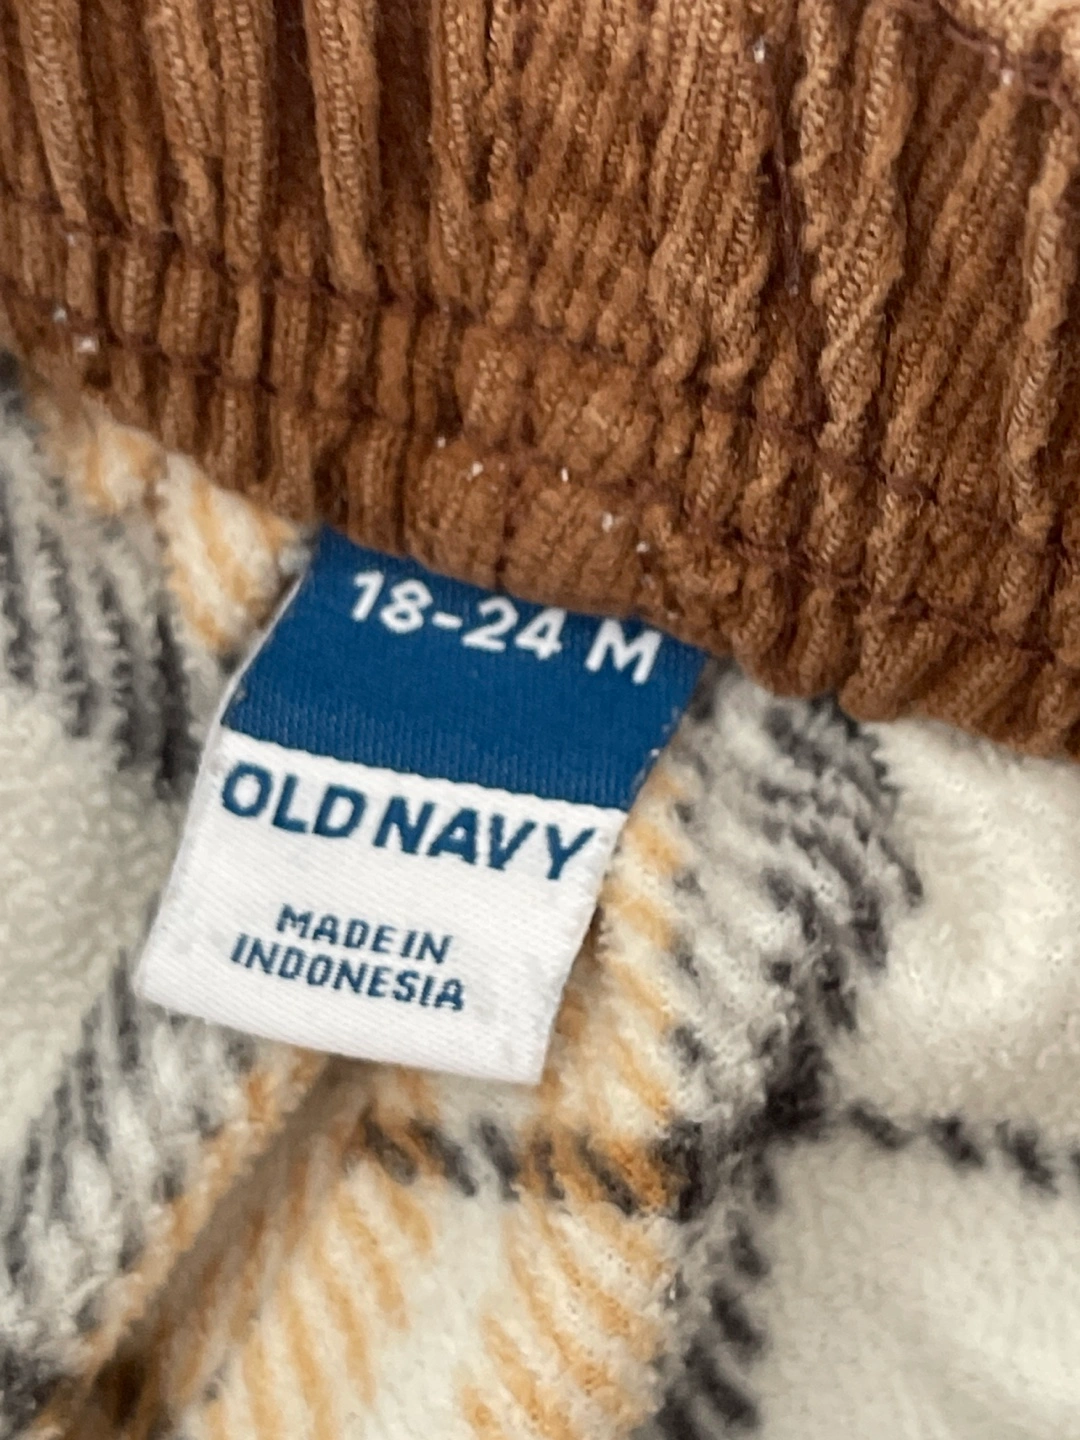 18-24 M
OLD NAVY
MADE IN
INDONESIA